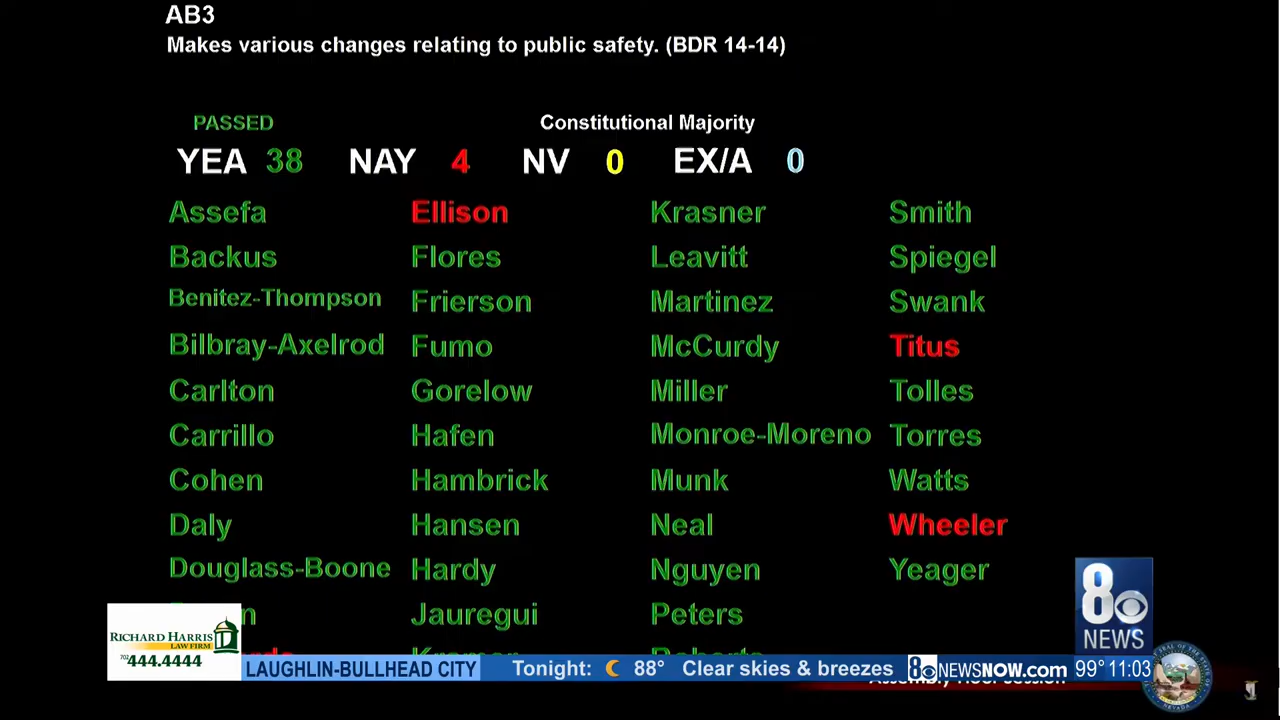 AB3
Makes various changes relating to public safety. (BDR 14-14)
PASSED
Constitutional Majority
YEA 38 NAY 4 NV 0 EX/A 0
Assefa Ellison Krasner Smith
Backus Flores Leavitt Spiegel
Benitez-Thompson Frierson Martinez Swank
Bilbray-Axelrod Fumo McCurdy Titus
Carlton Gorelow Miller Tolles
Carrillo Hafen Monroe-Moreno Torres
Cohen Hambrick Munk Watts
Daly Hansen Neal Wheeler
Douglass-Boone Hardy Nguyen Yeager
Jauregui Peters
8 NEWS
RICHARD HARRIS
LAW FIRM
702 444.4444
LAUGHLIN-BULLHEAD CITY Tonight: 88° Clear skies & breezes 8 NEWSNOW.com 99° 11:03